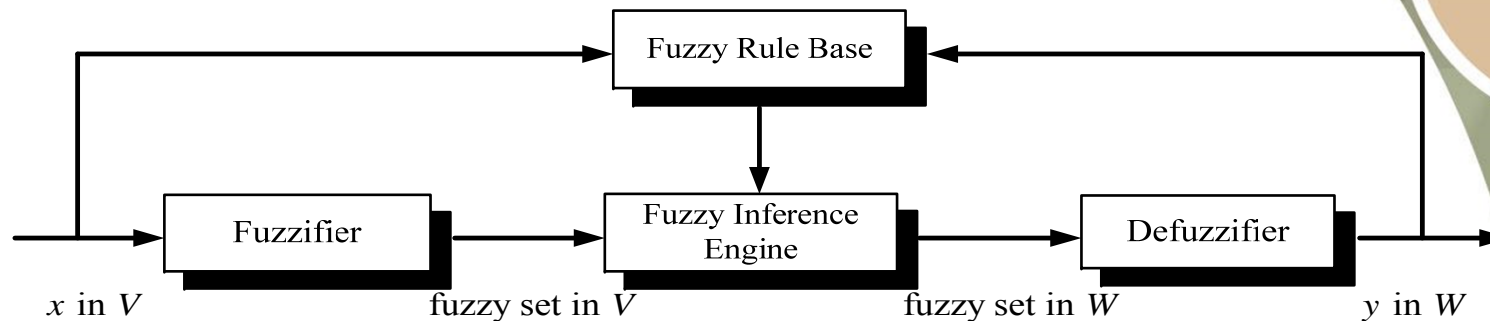 Fuzzy Rule Base
Fuzzifier
Fuzzy Inference
Engine
Defuzzifier
x in V
fuzzy set in V
fuzzy set in W
y in W